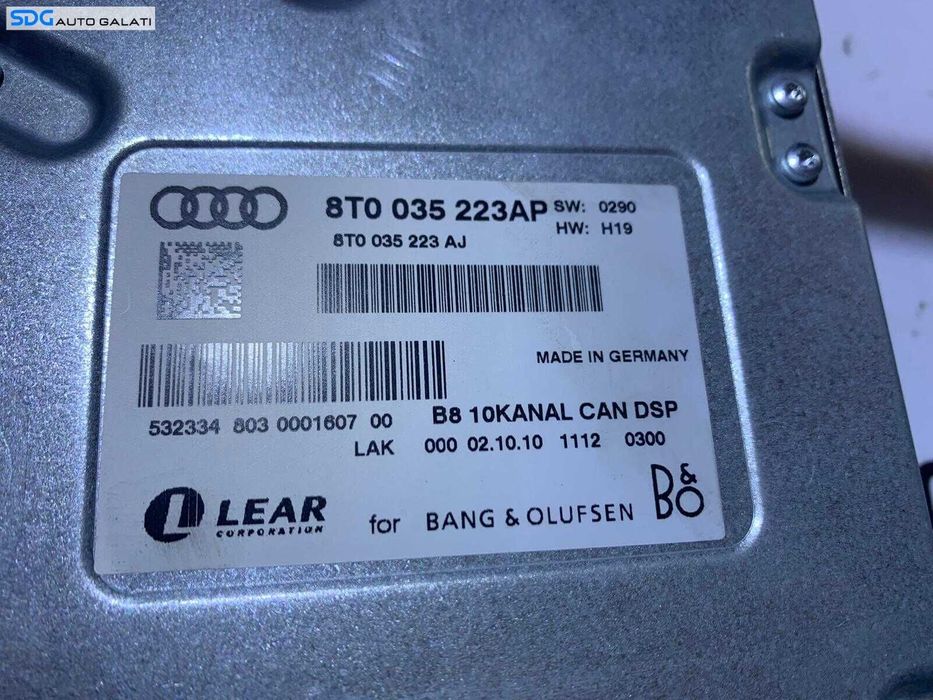 SDG AUTO GALATI
8T0 035 223AP SW: 0290
HW: H19
8T0 035 223 AJ
MADE IN GERMANY
532334 803 0001607 00
B8 10KANAL CAN DSP
LAK 000 02.10.10 1112 0300
LEAR
CORPORATION
for BANG & OLUFSEN B&O